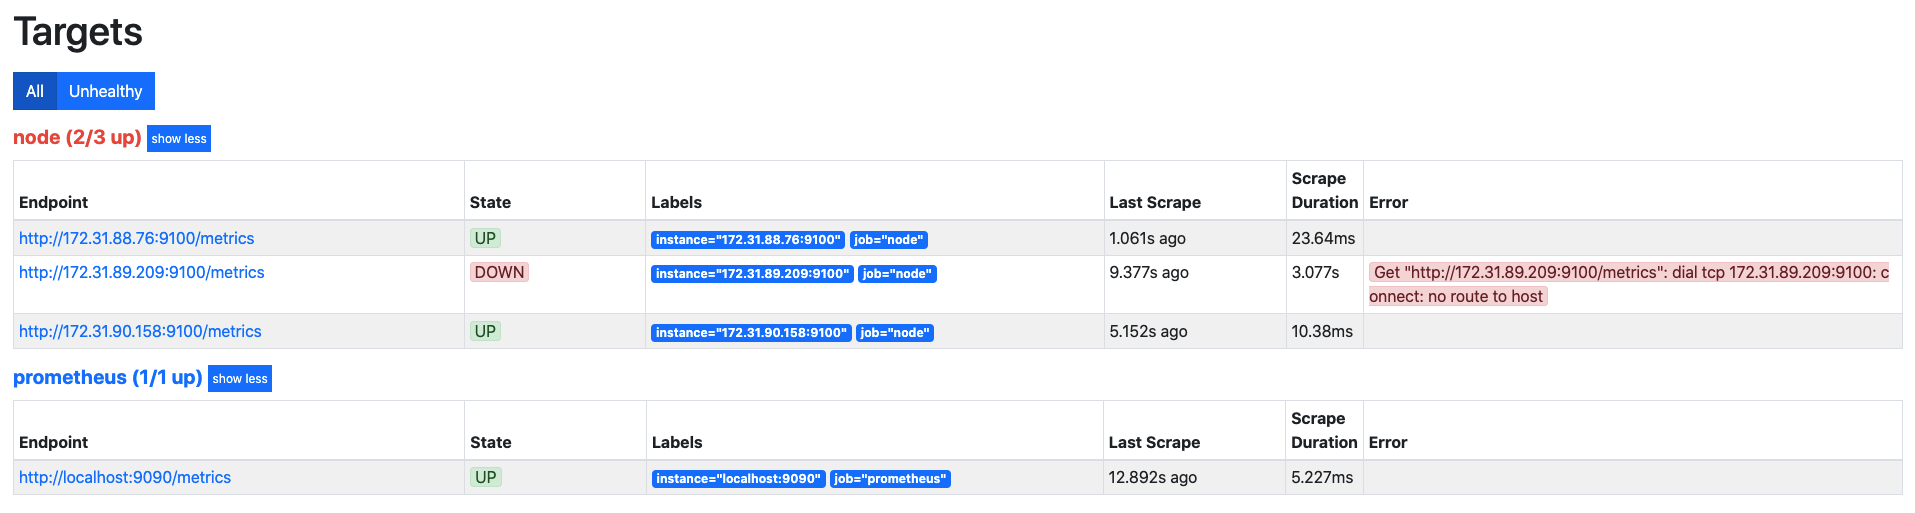 Targets
All Unhealthy
node (2/3 up) show less
Endpoint State Labels Last Scrape Scrape Duration Error
http://172.31.88.76:9100/metrics UP instance="172.31.88.76:9100" job="node" 1.061s ago 23.64ms
http://172.31.89.209:9100/metrics DOWN instance="172.31.89.209:9100" job="node" 9.377s ago 3.077s Get "http://172.31.89.209:9100/metrics": dial tcp 172.31.89.209:9100: c
onnect: no route to host
http://172.31.90.158:9100/metrics UP instance="172.31.90.158:9100" job="node" 5.152s ago 10.38ms
prometheus (1/1 up) show less
Endpoint State Labels Last Scrape Scrape Duration Error
http://localhost:9090/metrics UP instance="localhost:9090" job="prometheus" 12.892s ago 5.227ms